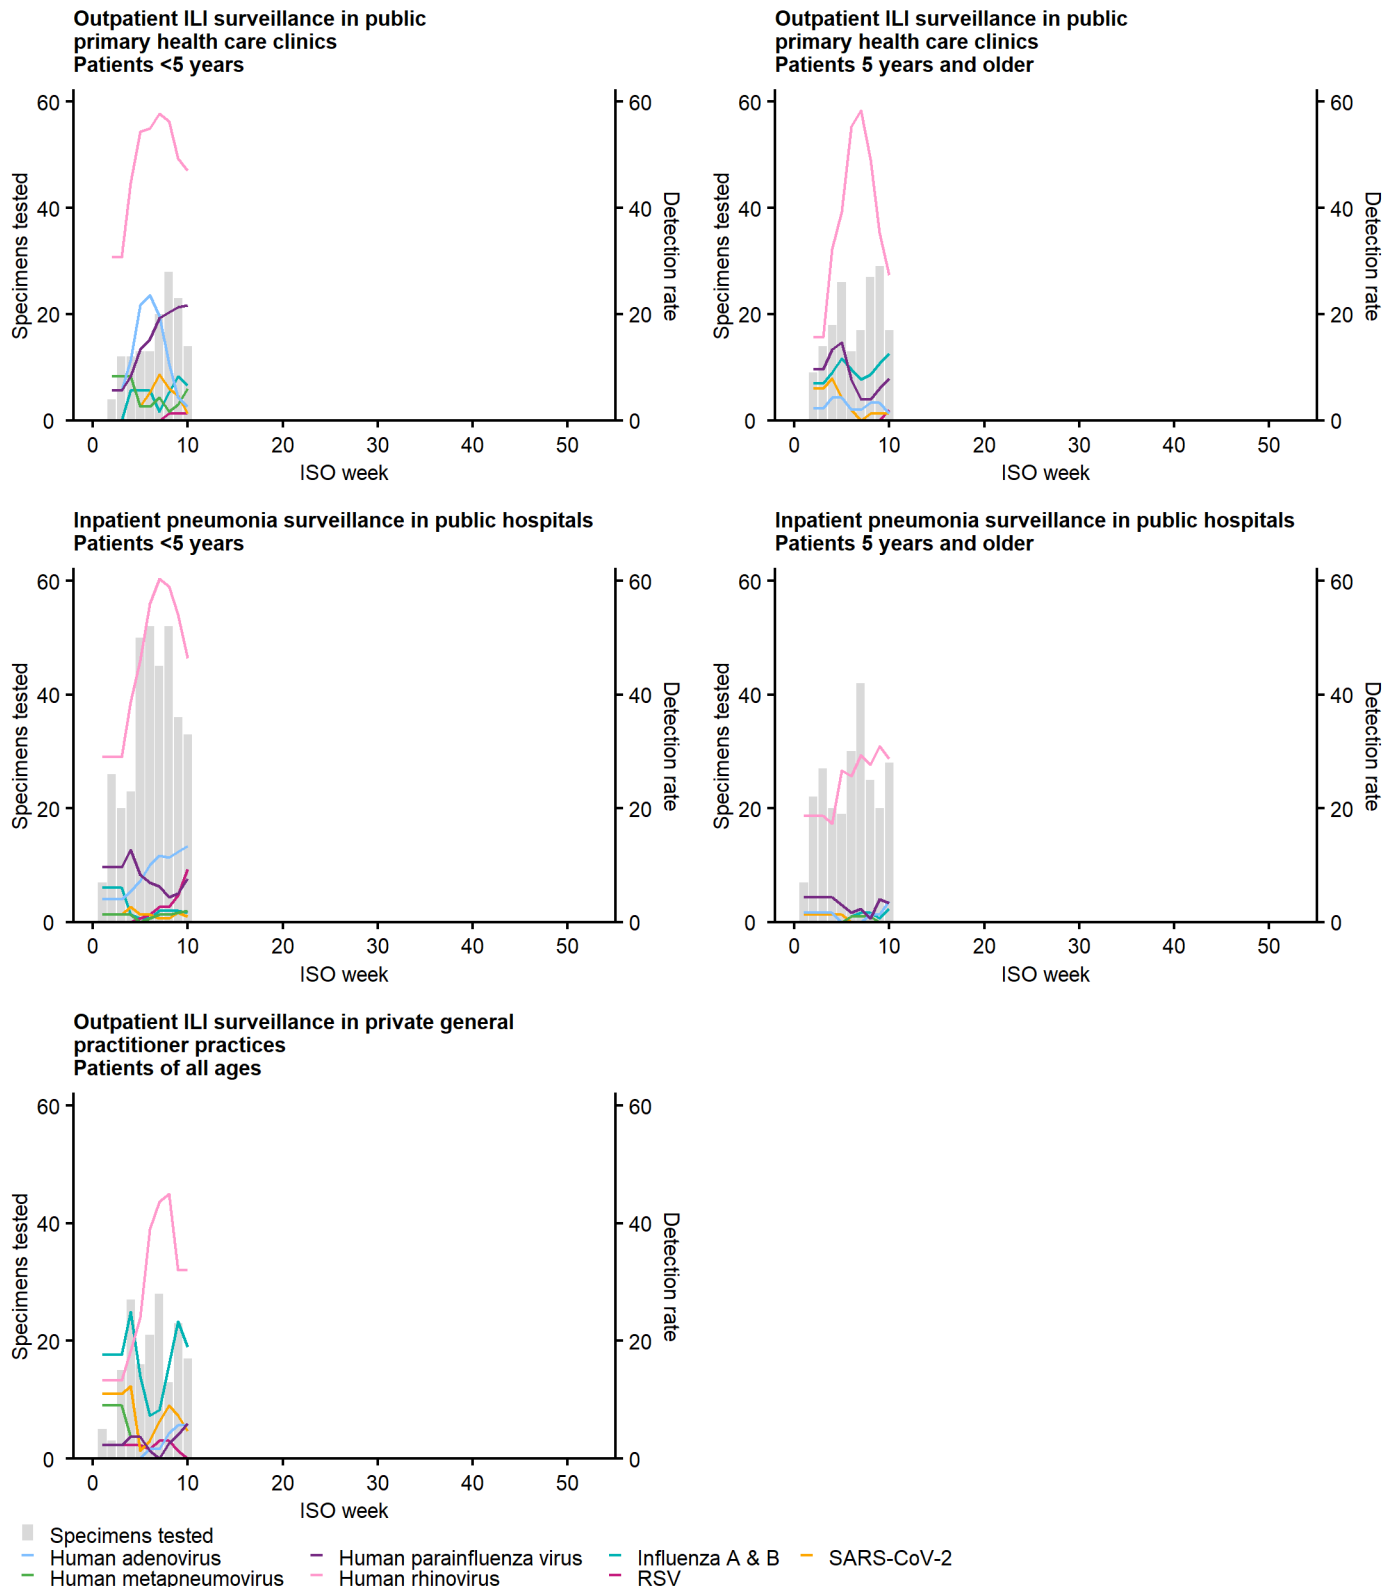 Outpatient ILI surveillance in public
primary health care clinics
Patients <5 years
60
40
20
0
Specimens tested
60
40
20
0
Detection rate
0 10 20 30 40 50
ISO week
Outpatient ILI surveillance in public
primary health care clinics
Patients 5 years and older
60
40
20
0
Specimens tested
60
40
20
0
Detection rate
0 10 20 30 40 50
ISO week
Inpatient pneumonia surveillance in public hospitals
Patients <5 years
60
40
20
0
Specimens tested
60
40
20
0
Detection rate
0 10 20 30 40 50
ISO week
Inpatient pneumonia surveillance in public hospitals
Patients 5 years and older
60
40
20
0
Specimens tested
60
40
20
0
Detection rate
0 10 20 30 40 50
ISO week
Outpatient ILI surveillance in private general
practitioner practices
Patients of all ages
60
40
20
0
Specimens tested
60
40
20
0
Detection rate
0 10 20 30 40 50
ISO week
Specimens tested
Human adenovirus Human parainfluenza virus Influenza A & B SARS-CoV-2
Human metapneumovirus Human rhinovirus RSV